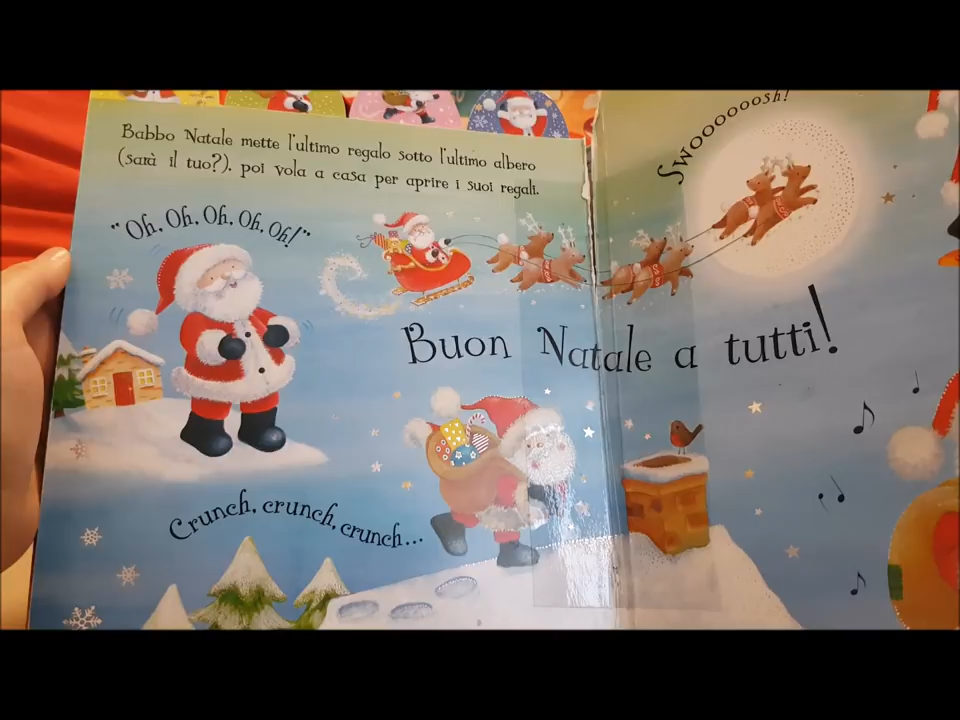 Babbo Natale mette l'ultimo regalo sotto l'ultimo albero
(sarà il tuo?). poi vola a casa per aprire i suoi regali.
Swoooooosh!
"Oh, Oh, Oh, Oh, Oh!"
Buon Natale a tutti!
Crunch, crunch, crunch...